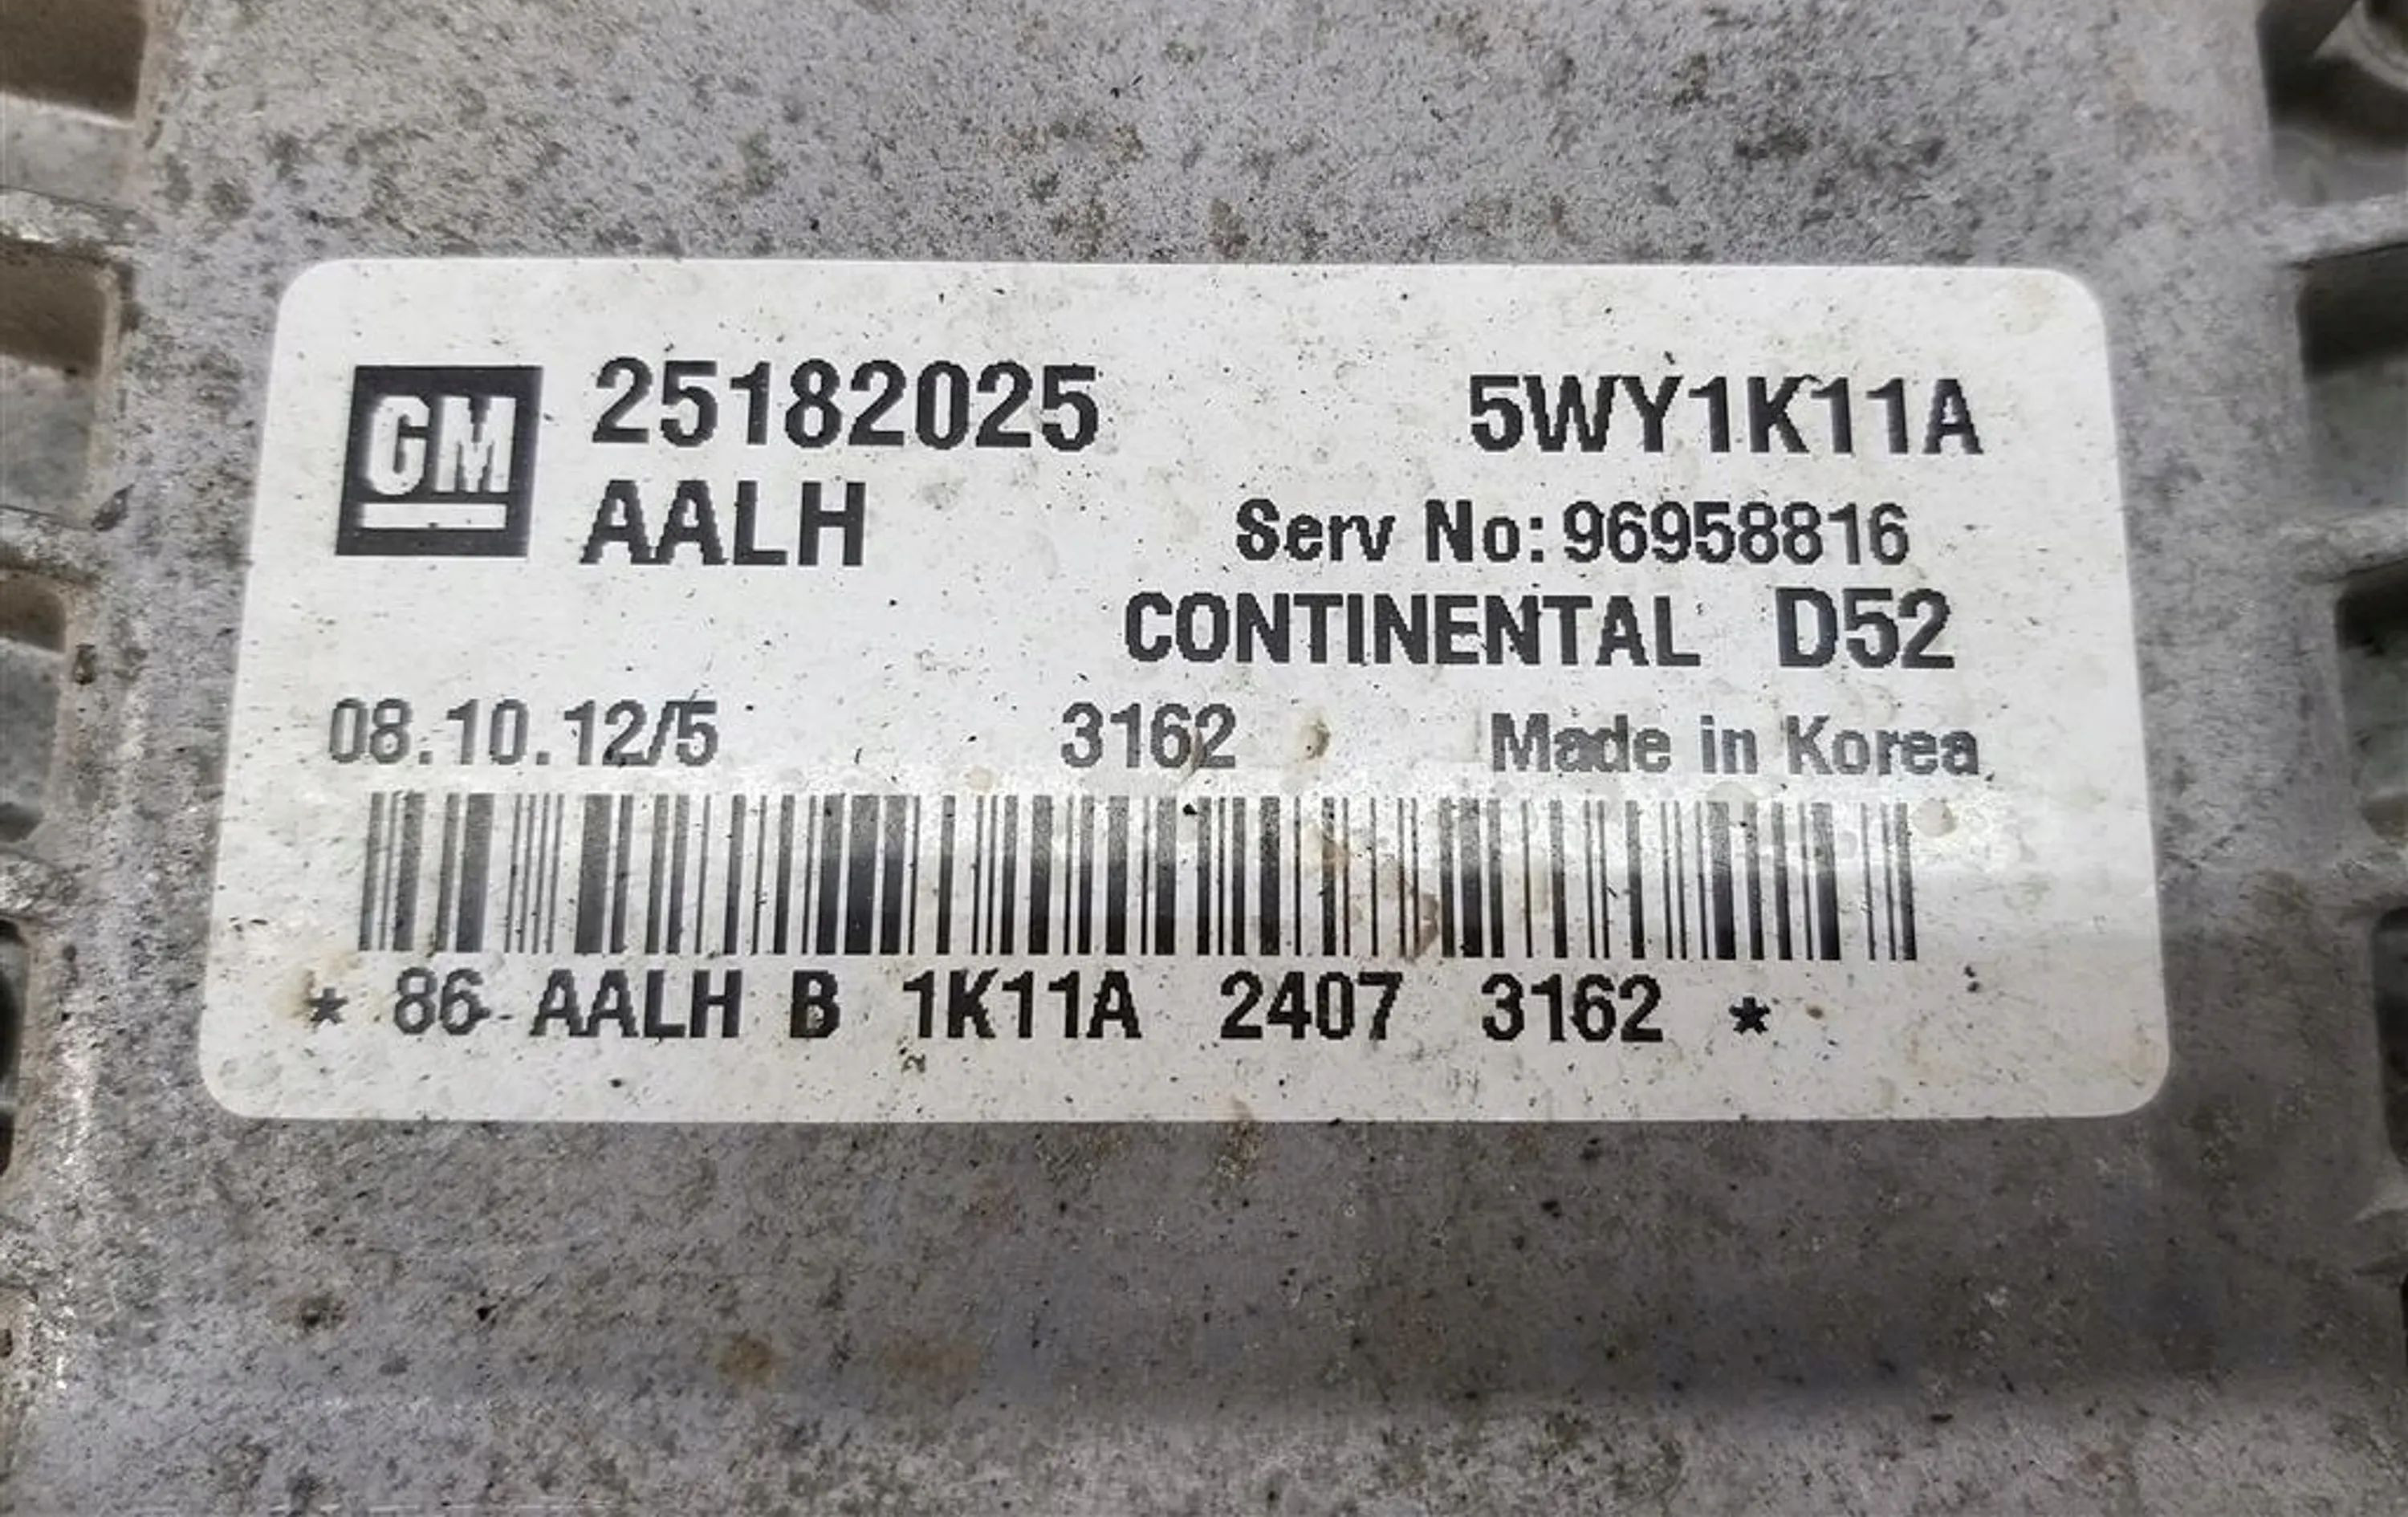 GM 25182025 5WY1K11A
AALH Serv No: 96958816
CONTINENTAL D52
08.10.12/5 3162 Made in Korea
* 86 AALH B 1K11A 2407 3162 *